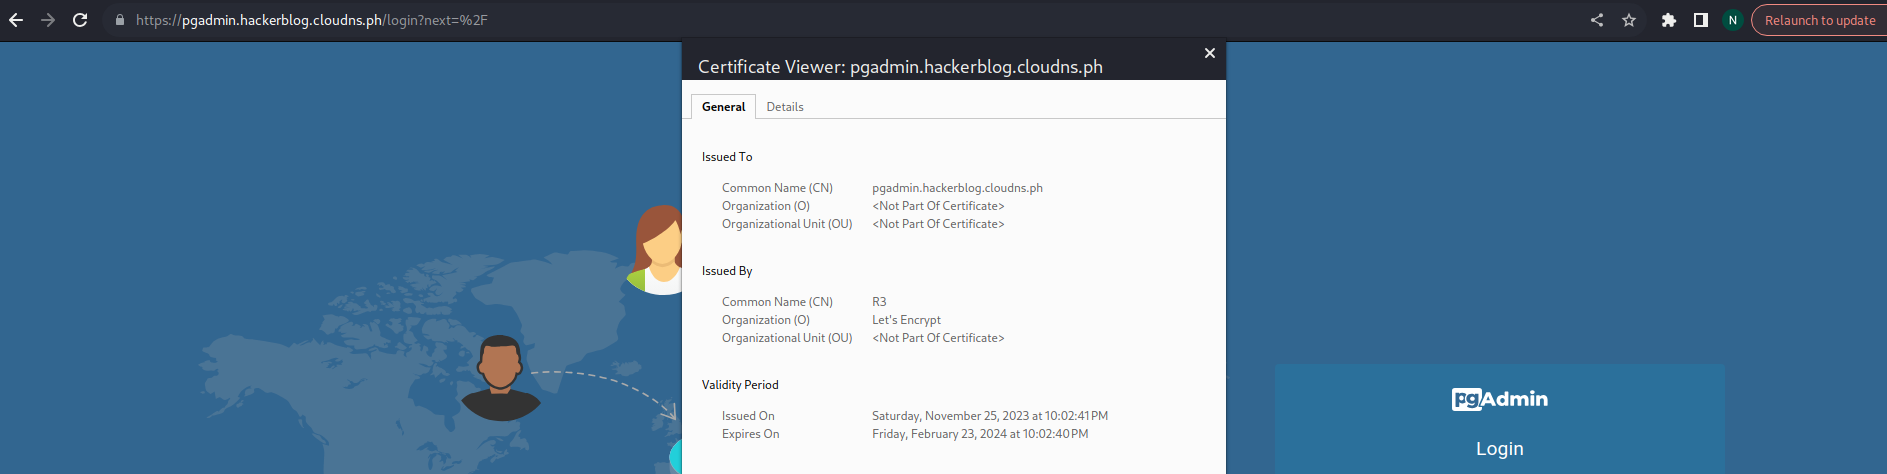 https://pgadmin.hackerblog.cloudns.ph/login?next=%2F
N
Relaunch to update
Certificate Viewer: pgadmin.hackerblog.cloudns.ph
General Details
Issued To
Common Name (CN) pgadmin.hackerblog.cloudns.ph
Organization (O) <Not Part Of Certificate>
Organizational Unit (OU) <Not Part Of Certificate>
Issued By
Common Name (CN) R3
Organization (O) Let's Encrypt
Organizational Unit (OU) <Not Part Of Certificate>
Validity Period
Issued On Saturday, November 25, 2023 at 10:02:41 PM
Expires On Friday, February 23, 2024 at 10:02:40 PM
pgAdmin
Login